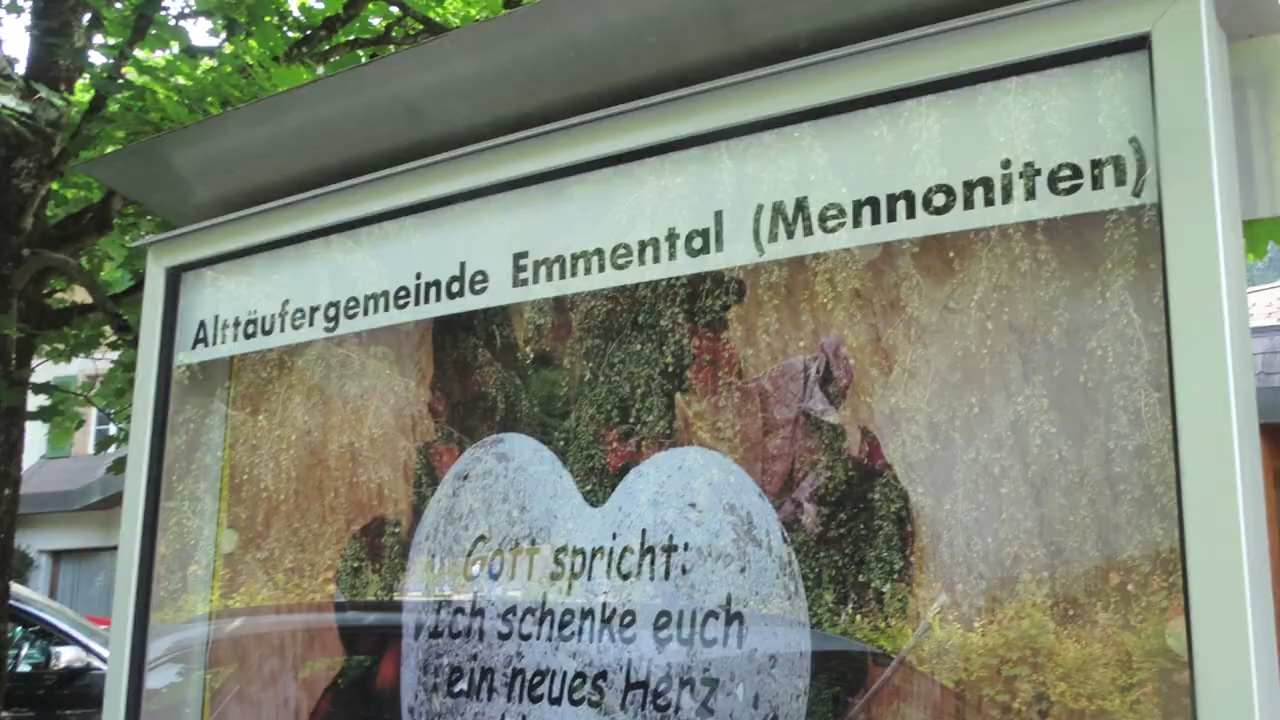 Alttäufergemeinde Emmental (Mennoniten)
Gott spricht:
Ich schenke euch
ein neues Herz